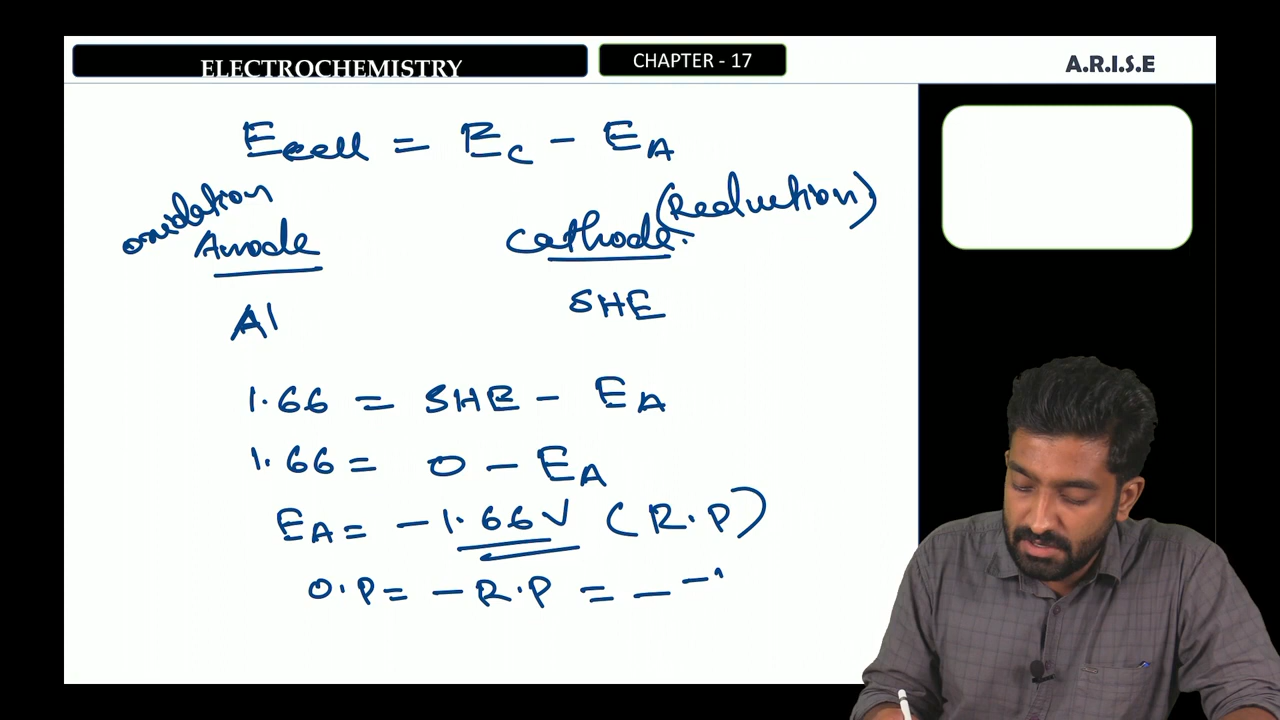 ELECTROCHEMISTRY
CHAPTER - 17
A.R.I.S.E
Ecell = EC - EA
oxidation
Anode
Cathode. (Reduction)
Al
SHE
1.66 = SHE - EA
1.66 = 0 - EA
EA = -1.66V (R.P)
O.P = -R.P = - -